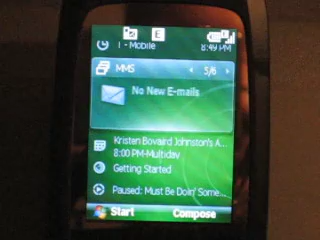 E
T - Mobile 8:49 PM
MMS 5/6
No New E-mails
Kristen Bovaird Johnston's A...
8:00 PM-Multiday
Getting Started
Paused: Must Be Doin' Some...
Start Compose